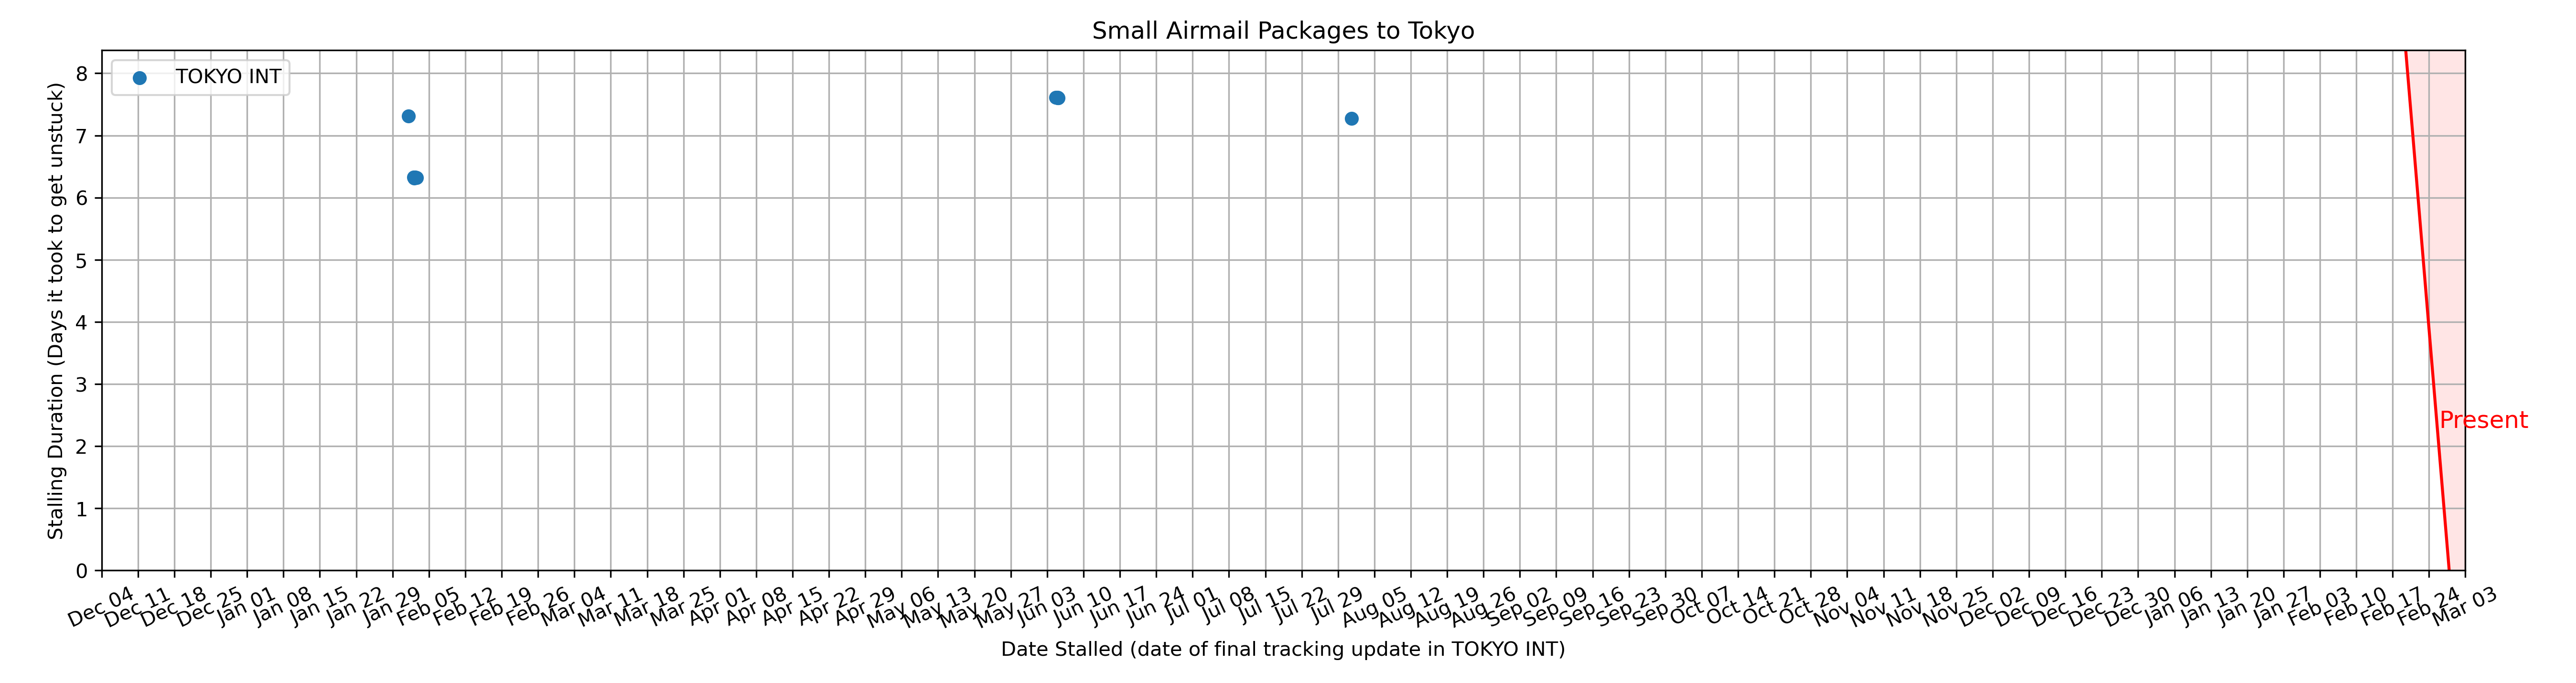 Small Airmail Packages to Tokyo
TOKYO INT
Stalling Duration (Days it took to get unstuck)
8
7
6
5
4
3
2
1
0
Present
Dec 04
Dec 11
Dec 18
Dec 25
Jan 01
Jan 08
Jan 15
Jan 22
Jan 29
Feb 05
Feb 12
Feb 19
Feb 26
Mar 04
Mar 11
Mar 18
Mar 25
Apr 01
Apr 08
Apr 15
Apr 22
Apr 29
May 06
May 13
May 20
May 27
Jun 03
Jun 10
Jun 17
Jun 24
Jul 01
Jul 08
Jul 15
Jul 22
Jul 29
Aug 05
Aug 12
Aug 19
Aug 26
Sep 02
Sep 09
Sep 16
Sep 23
Sep 30
Oct 07
Oct 14
Oct 21
Oct 28
Nov 04
Nov 11
Nov 18
Nov 25
Dec 02
Dec 09
Dec 16
Dec 23
Dec 30
Jan 06
Jan 13
Jan 20
Jan 27
Feb 03
Feb 10
Feb 17
Feb 24
Mar 03
Date Stalled (date of final tracking update in TOKYO INT)